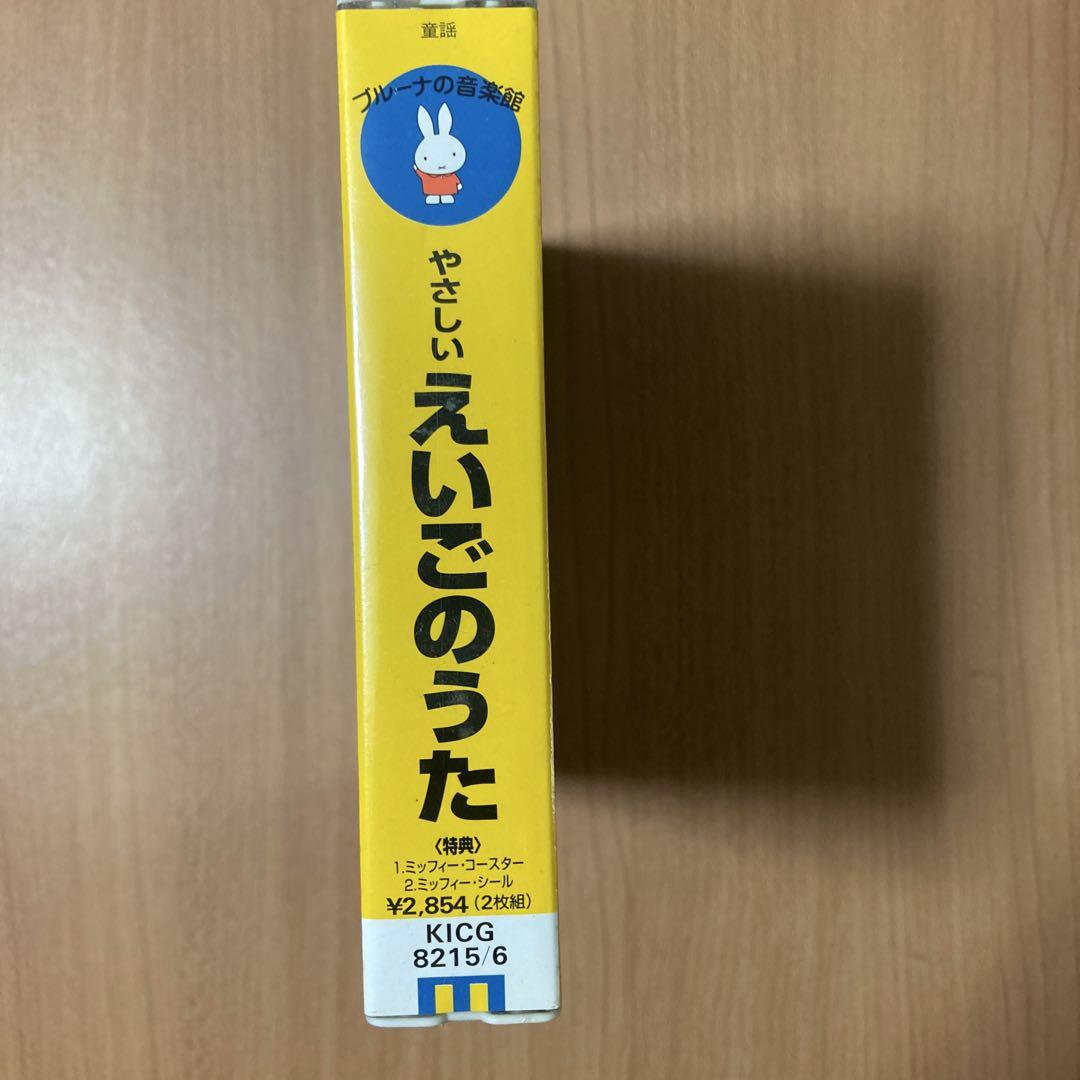 童謡
ブルーナの音楽館
やさしい
えいごのうた
〈特典〉
1.ミッフィー・コースター
2.ミッフィー・シール
¥2,854(2枚組)
KICG
8215/6